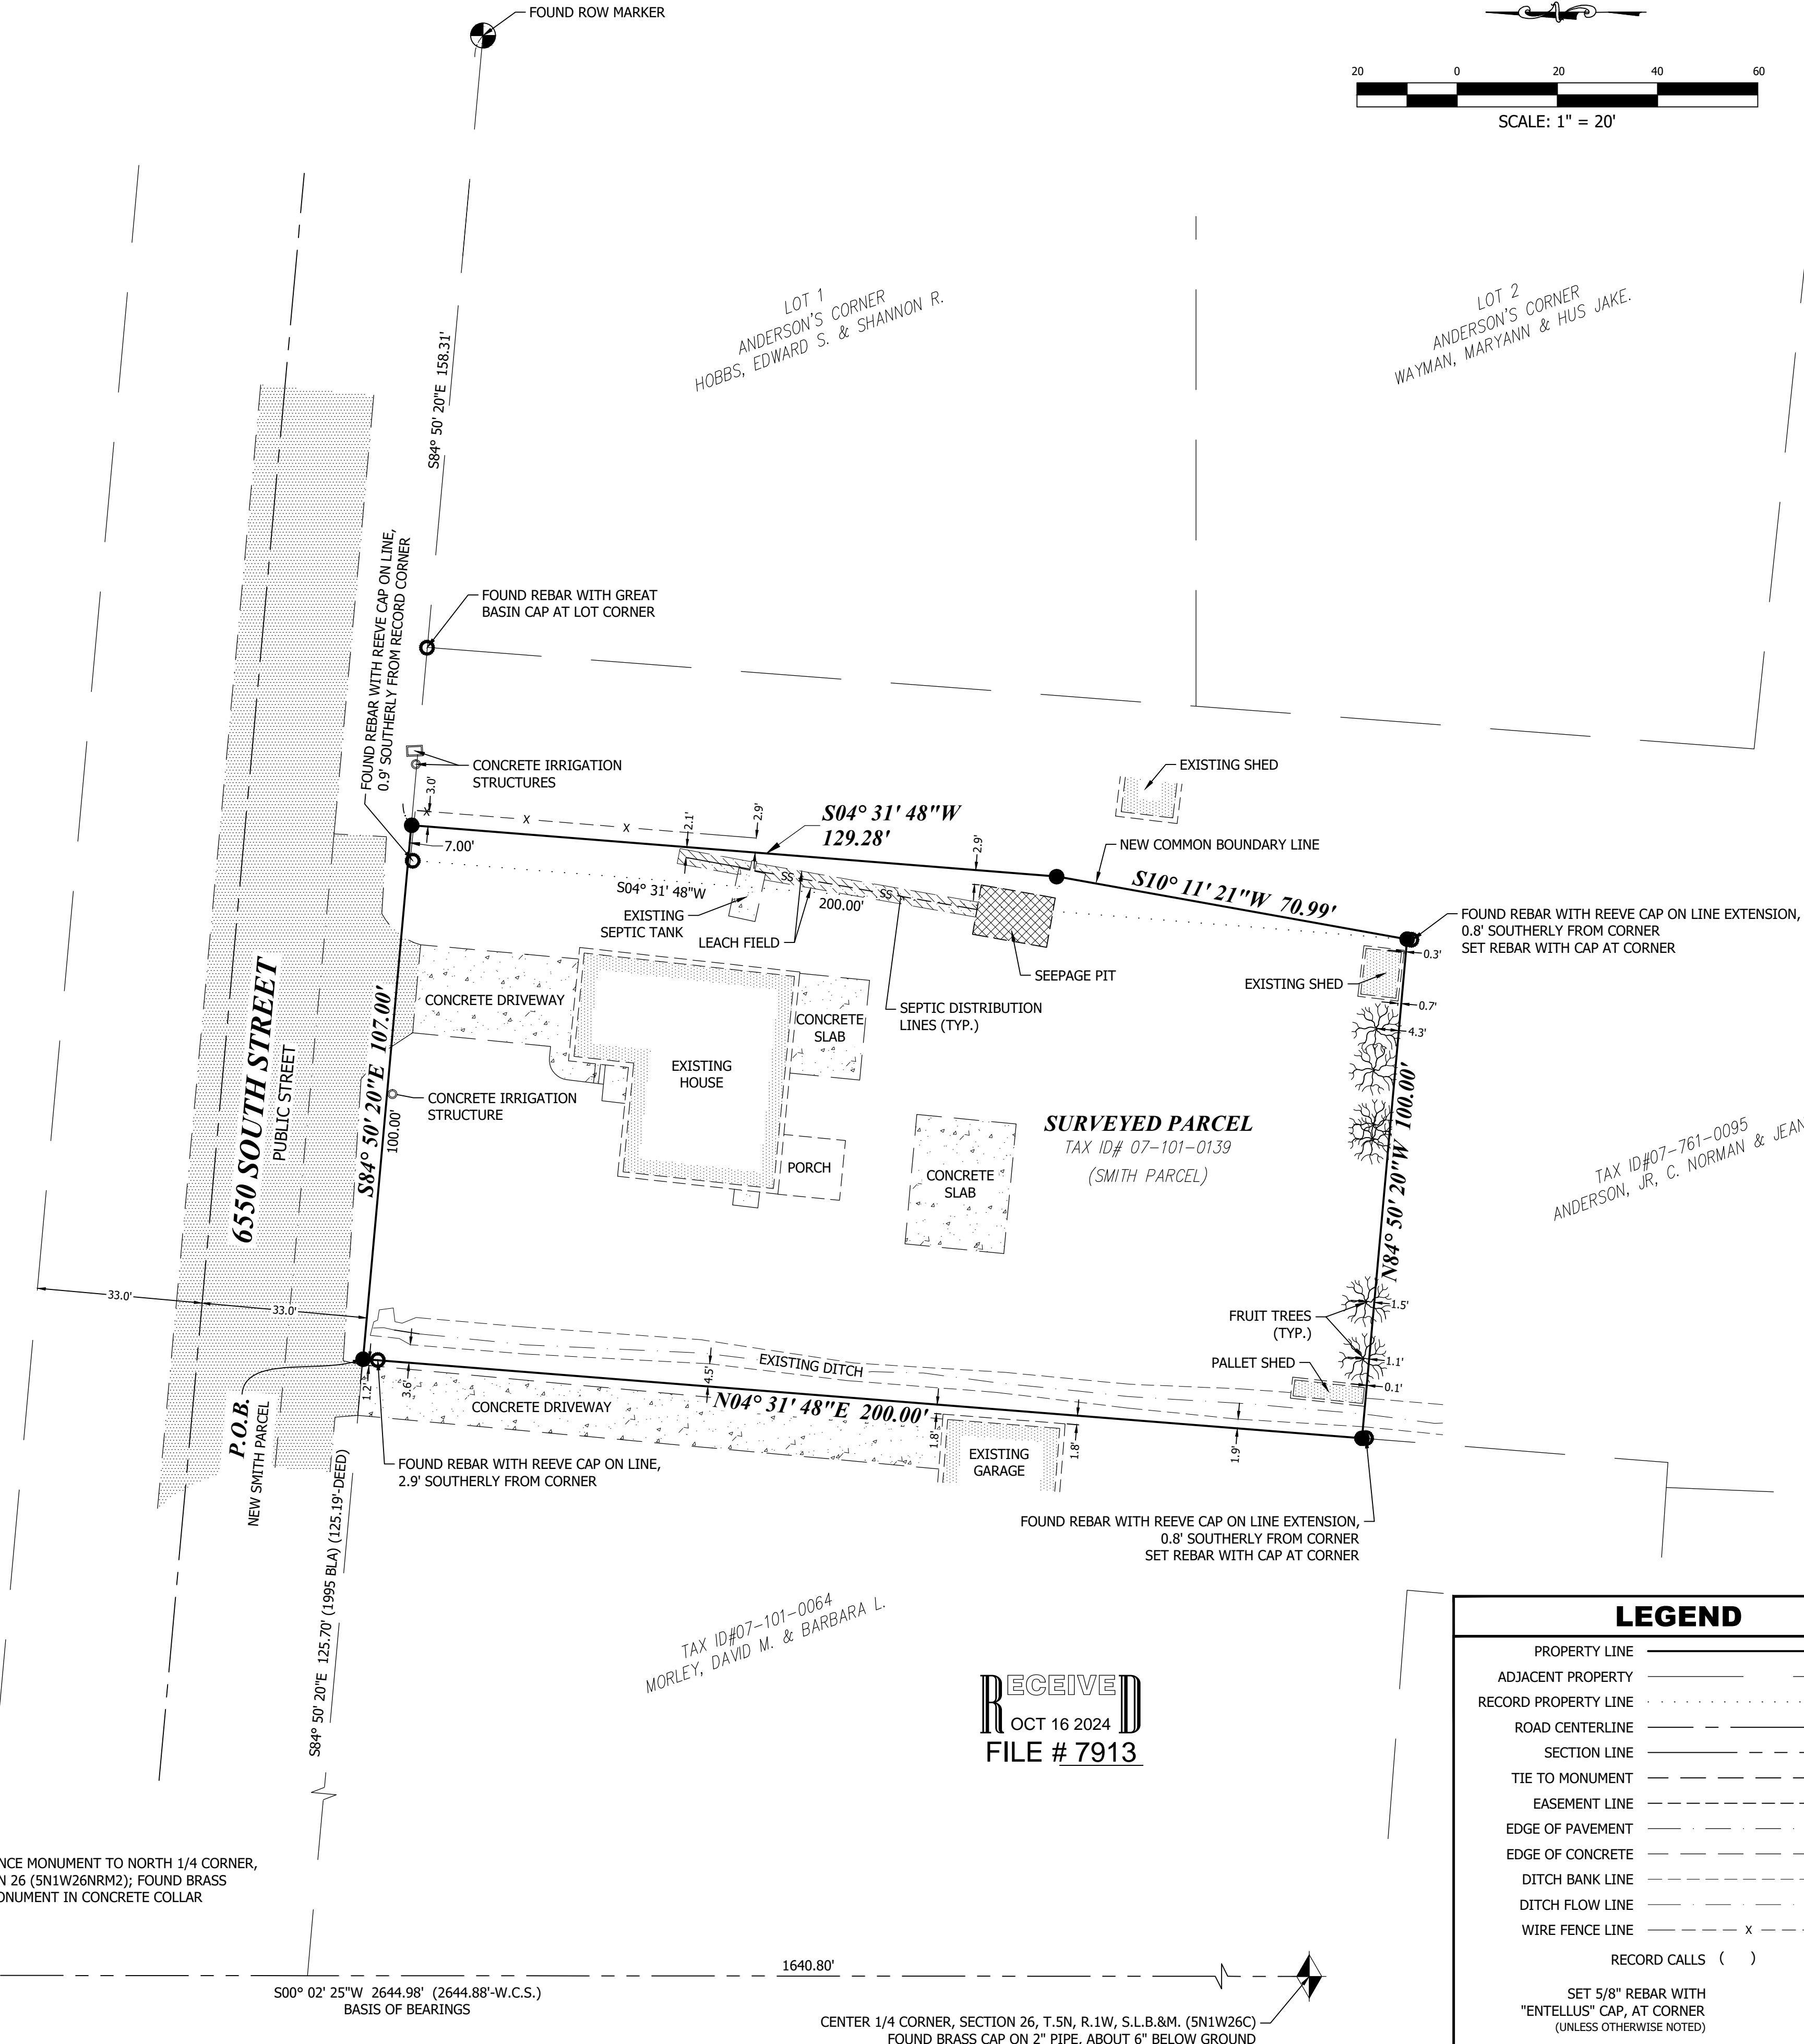 FOUND ROW MARKER
20 0 20 40 60
SCALE: 1" = 20'
S84° 50' 20"E 158.31'
LOT 1
ANDERSON'S CORNER
HOBBS, EDWARD S. & SHANNON R.
LOT 2
ANDERSON'S CORNER
WAYMAN, MARYANN & HUS JAKE.
FOUND REBAR WITH REEVE CAP ON LINE,
0.9' SOUTHERLY FROM RECORD CORNER
FOUND REBAR WITH GREAT
BASIN CAP AT LOT CORNER
CONCRETE IRRIGATION
STRUCTURES
3.0'
X
X
X
2.1'
2.9'
S04° 31' 48"W
129.28'
EXISTING SHED
NEW COMMON BOUNDARY LINE
2.9'
7.00'
S10° 11' 21"W 70.99'
SS
SS
S04° 31' 48"W
200.00'
EXISTING
SEPTIC TANK
LEACH FIELD
SEEPAGE PIT
SEPTIC DISTRIBUTION
LINES (TYP.)
FOUND REBAR WITH REEVE CAP ON LINE EXTENSION,
0.8' SOUTHERLY FROM CORNER
SET REBAR WITH CAP AT CORNER
0.3'
EXISTING SHED
0.7'
4.3'
CONCRETE DRIVEWAY
CONCRETE
SLAB
EXISTING
HOUSE
CONCRETE IRRIGATION
STRUCTURE
6550 SOUTH STREET
PUBLIC STREET
S84° 50' 20"E 107.00'
100.00'
PORCH
CONCRETE
SLAB
SURVEYED PARCEL
TAX ID# 07-101-0139
(SMITH PARCEL)
N84° 50' 20"W 100.00'
TAX ID#07-761-0095
ANDERSON, JR, C. NORMAN & JEAN
33.0'
33.0'
1.5'
FRUIT TREES
(TYP.)
PALLET SHED
1.1'
0.1'
EXISTING DITCH
4.5'
1.2'
3.6'
CONCRETE DRIVEWAY
N04° 31' 48"E 200.00'
1.8'
1.8'
1.9'
EXISTING
GARAGE
P.O.B.
NEW SMITH PARCEL
FOUND REBAR WITH REEVE CAP ON LINE,
2.9' SOUTHERLY FROM CORNER
FOUND REBAR WITH REEVE CAP ON LINE EXTENSION,
0.8' SOUTHERLY FROM CORNER
SET REBAR WITH CAP AT CORNER
S84° 50' 20"E 125.70' (1995 BLA) (125.19'-DEED)
TAX ID#07-101-0064
MORLEY, DAVID M. & BARBARA L.
RECEIVED
OCT 16 2024
FILE # 7913
LEGEND
PROPERTY LINE
ADJACENT PROPERTY
RECORD PROPERTY LINE
ROAD CENTERLINE
SECTION LINE
TIE TO MONUMENT
EASEMENT LINE
EDGE OF PAVEMENT
EDGE OF CONCRETE
DITCH BANK LINE
DITCH FLOW LINE
WIRE FENCE LINE X
RECORD CALLS ( )
SET 5/8" REBAR WITH
"ENTELLUS" CAP, AT CORNER
(UNLESS OTHERWISE NOTED)
NCE MONUMENT TO NORTH 1/4 CORNER,
N 26 (5N1W26NRM2); FOUND BRASS
ONUMENT IN CONCRETE COLLAR
1640.80'
S00° 02' 25"W 2644.98' (2644.88'-W.C.S.)
BASIS OF BEARINGS
CENTER 1/4 CORNER, SECTION 26, T.5N, R.1W, S.L.B.&M. (5N1W26C)
FOUND BRASS CAP ON 2" PIPE, ABOUT 6" BELOW GROUND